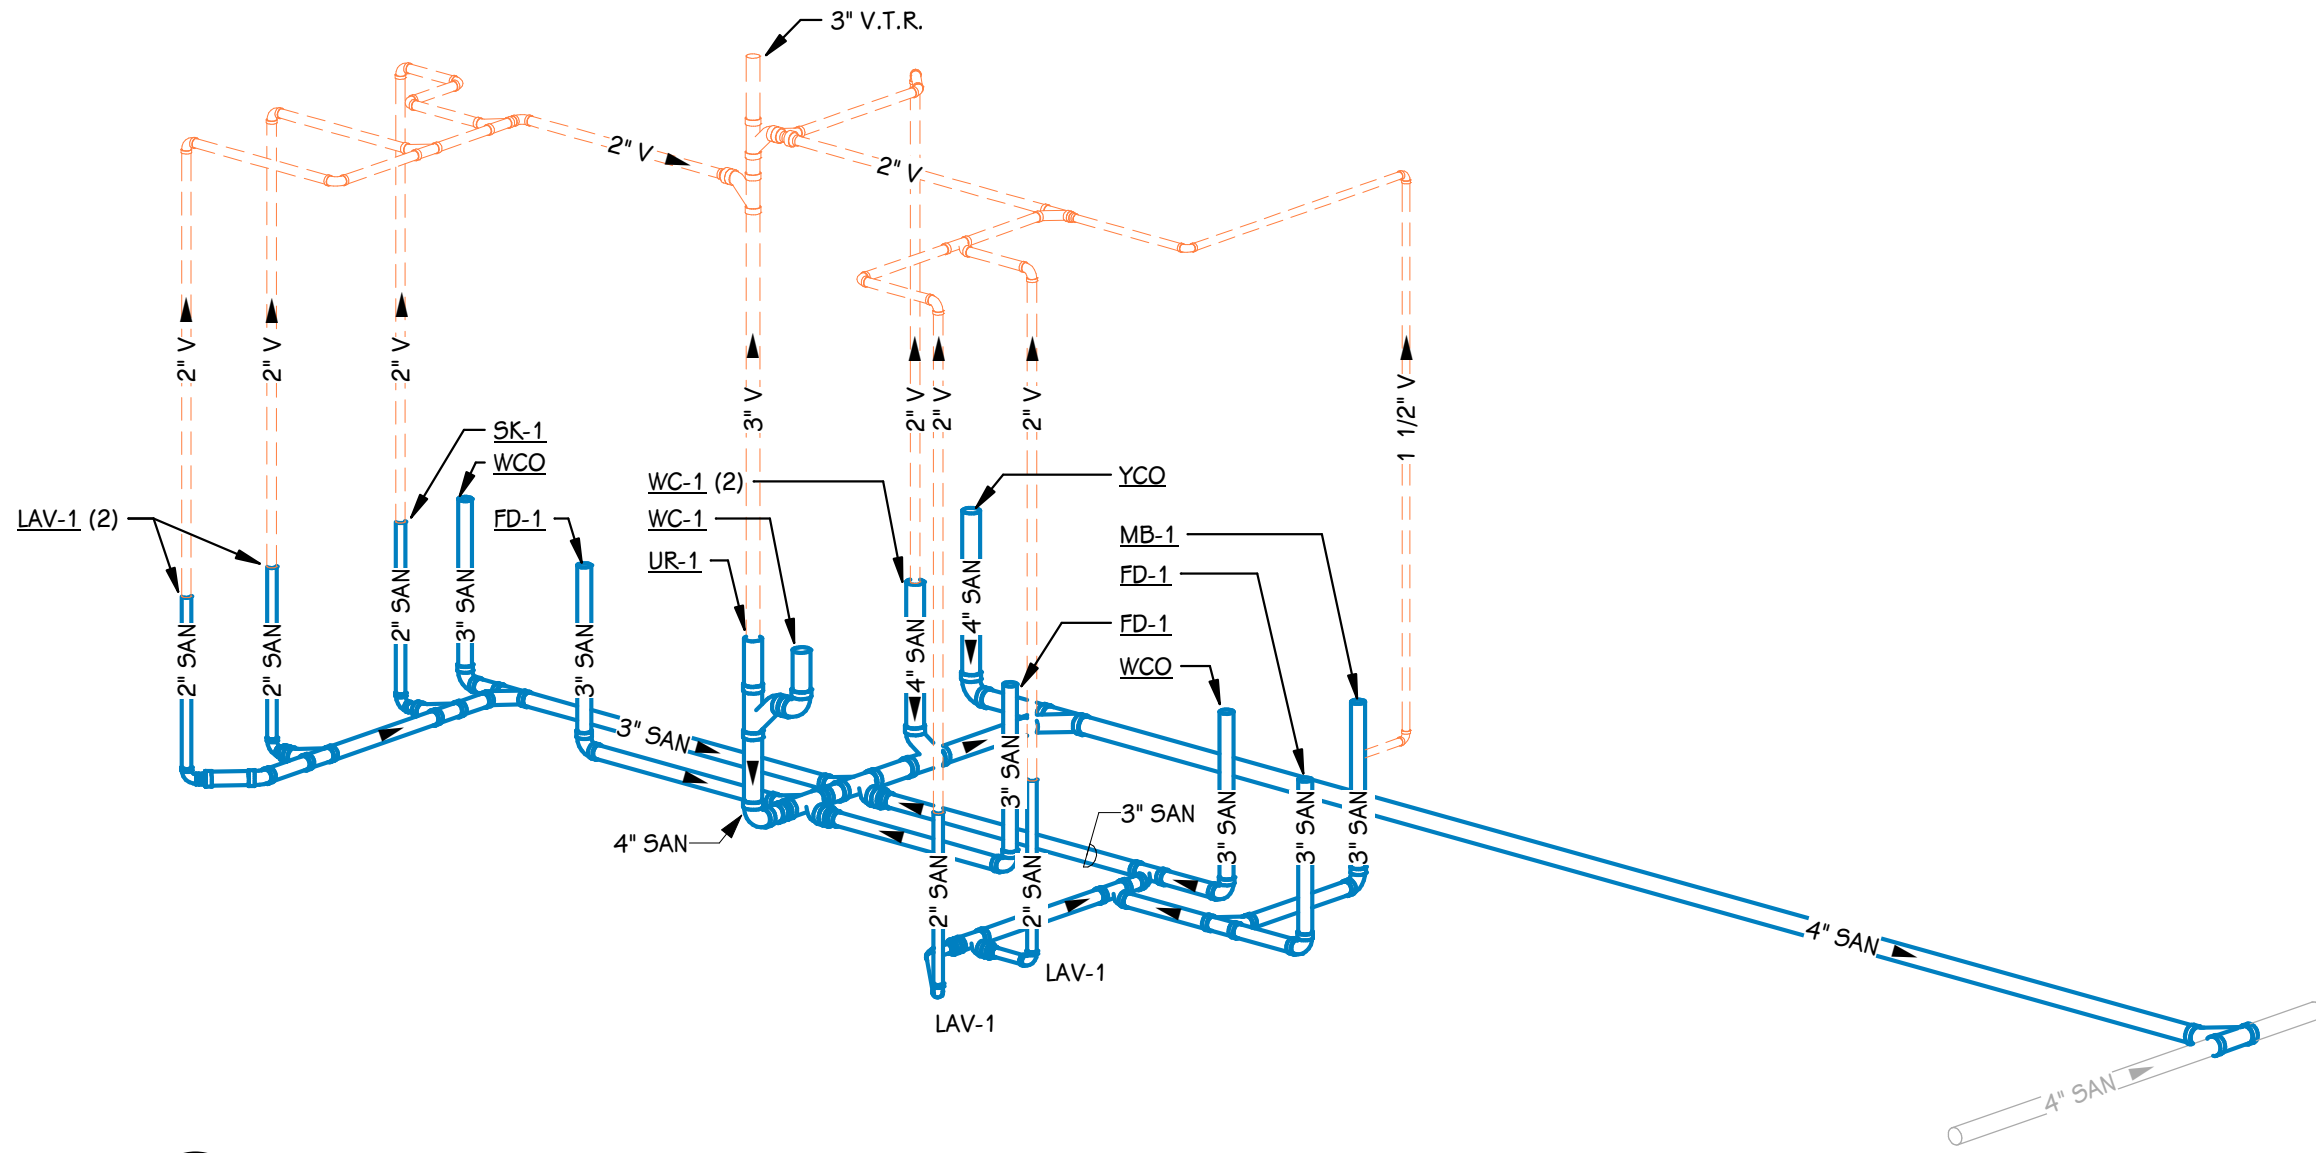 3" V.T.R.
2" V
2" V
2" V
2" V
2" V
3" V
2" V
2" V
2" V
1 1/2" V
SK-1
WCO
LAV-1 (2)
FD-1
WC-1 (2)
WC-1
UR-1
YCO
MB-1
FD-1
FD-1
WCO
2" SAN
2" SAN
2" SAN
3" SAN
3" SAN
4" SAN
4" SAN
3" SAN
3" SAN
3" SAN
3" SAN
3" SAN
3" SAN
4" SAN
2" SAN
2" SAN
LAV-1
LAV-1
4" SAN
4" SAN